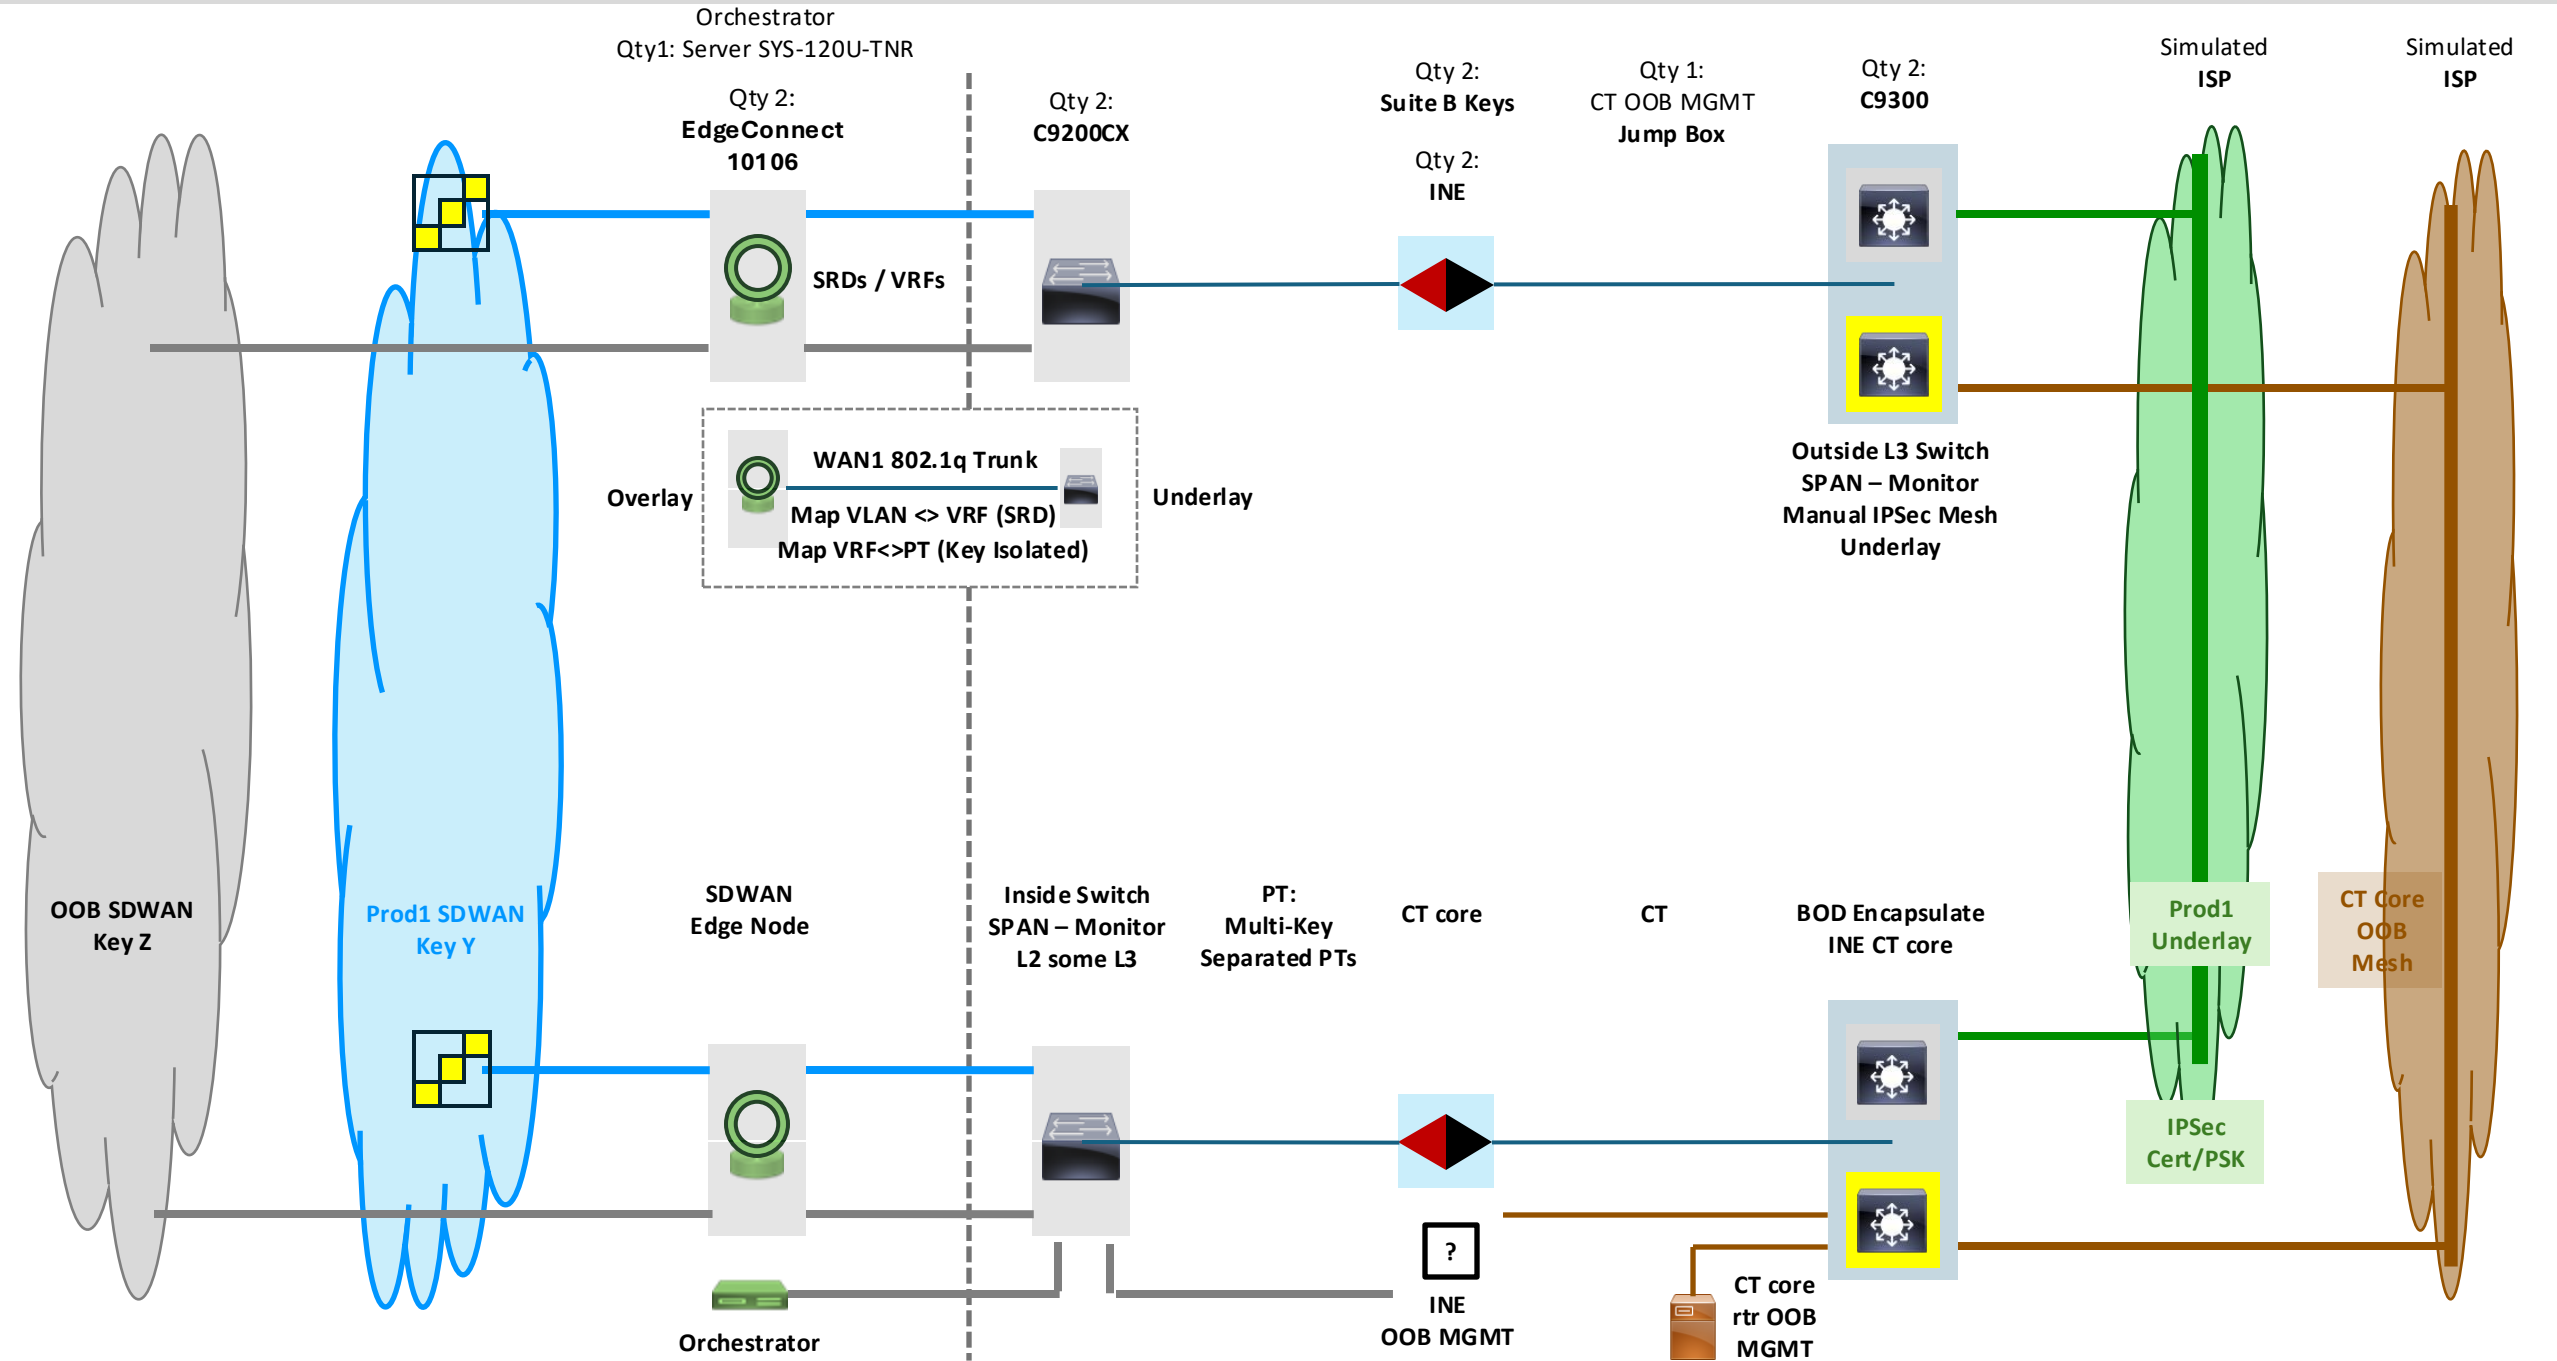 Orchestrator
Qty1: Server SYS-120U-TNR
Qty 2:
EdgeConnect
10106
Qty 2:
C9200CX
Qty 2:
Suite B Keys
Qty 2:
INE
Qty 1:
CT OOB MGMT
Jump Box
Qty 2:
C9300
Simulated
ISP
Simulated
ISP
SRDs / VRFs
Overlay
WAN1 802.1q Trunk
Map VLAN <> VRF (SRD)
Map VRF<>PT (Key Isolated)
Underlay
Outside L3 Switch
SPAN – Monitor
Manual IPSec Mesh
Underlay
OOB SDWAN
Key Z
Prod1 SDWAN
Key Y
SDWAN
Edge Node
Inside Switch
SPAN – Monitor
L2 some L3
PT:
Multi-Key
Separated PTs
CT core
CT
BOD Encapsulate
INE CT core
Prod1
Underlay
CT Core
OOB
Mesh
IPSec
Cert/PSK
?
INE
OOB MGMT
CT core
rtr OOB
MGMT
Orchestrator